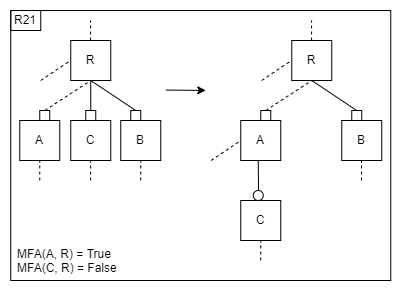 R21
R
R
A
C
B
A
B
C
MFA(A, R) = True
MFA(C, R) = False